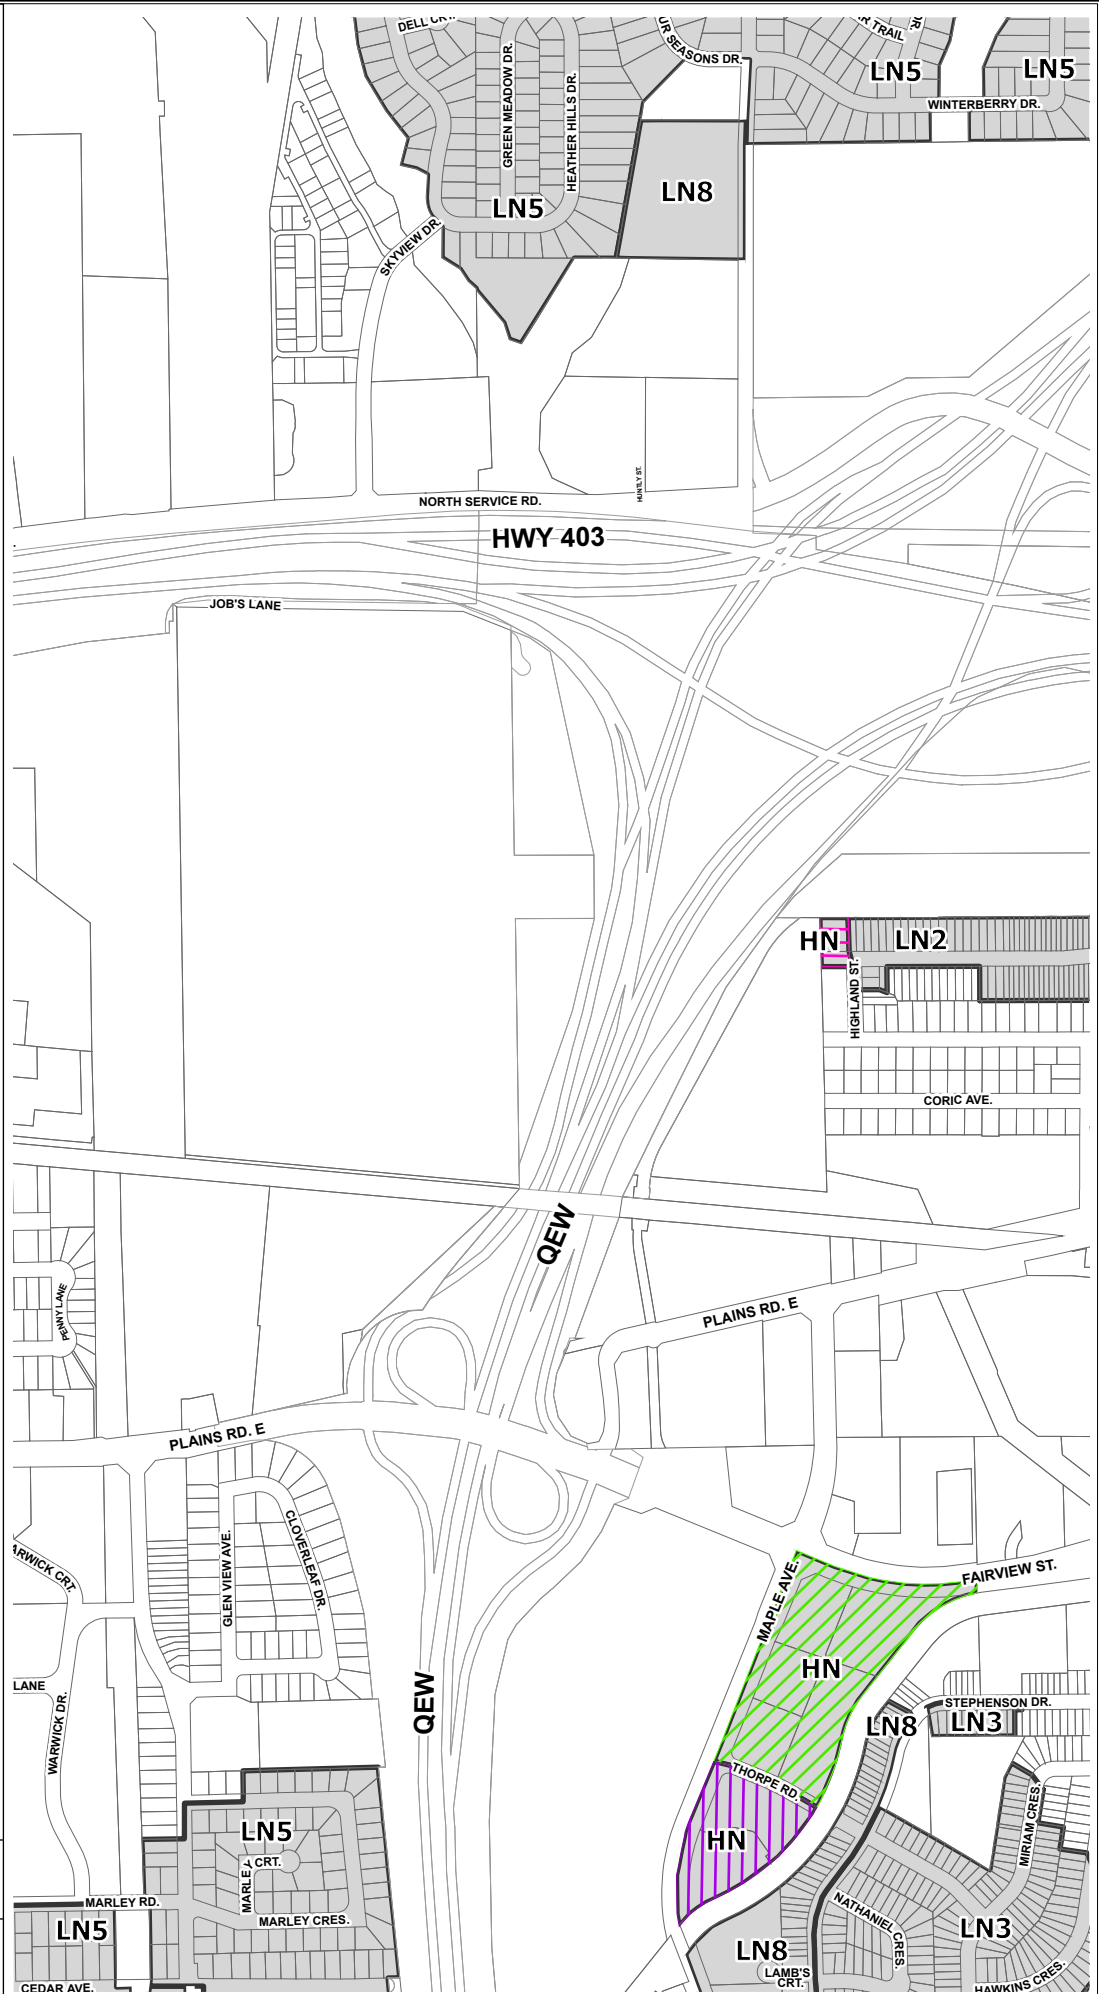 DELL CRT.
UR SEASONS DR.
R TRAIL
DR.
LN5
LN5
WINTERBERRY DR.
GREEN MEADOW DR.
HEATHER HILLS DR.
LN8
LN5
SKYVIEW DR.
HUNTLY ST.
NORTH SERVICE RD.
HWY 403
JOB'S LANE
HN
LN2
HIGHLAND ST.
CORIC AVE.
QEW
PENNY LANE
PLAINS RD. E
PLAINS RD. E
ARWICK CRT.
GLEN VIEW AVE.
CLOVERLEAF DR.
MAPLE AVE.
FAIRVIEW ST.
HN
LANE
WARWICK DR.
QEW
STEPHENSON DR.
LN8
LN3
THORPE RD.
LN5
HN
MIRIAM CRES.
MARLEY CRT.
MARLEY RD.
MARLEY CRES.
LN5
NATHANIEL CRES.
LN3
LN8
LAMB'S
CRT.
HAWKINS CRES.
CEDAR AVE.